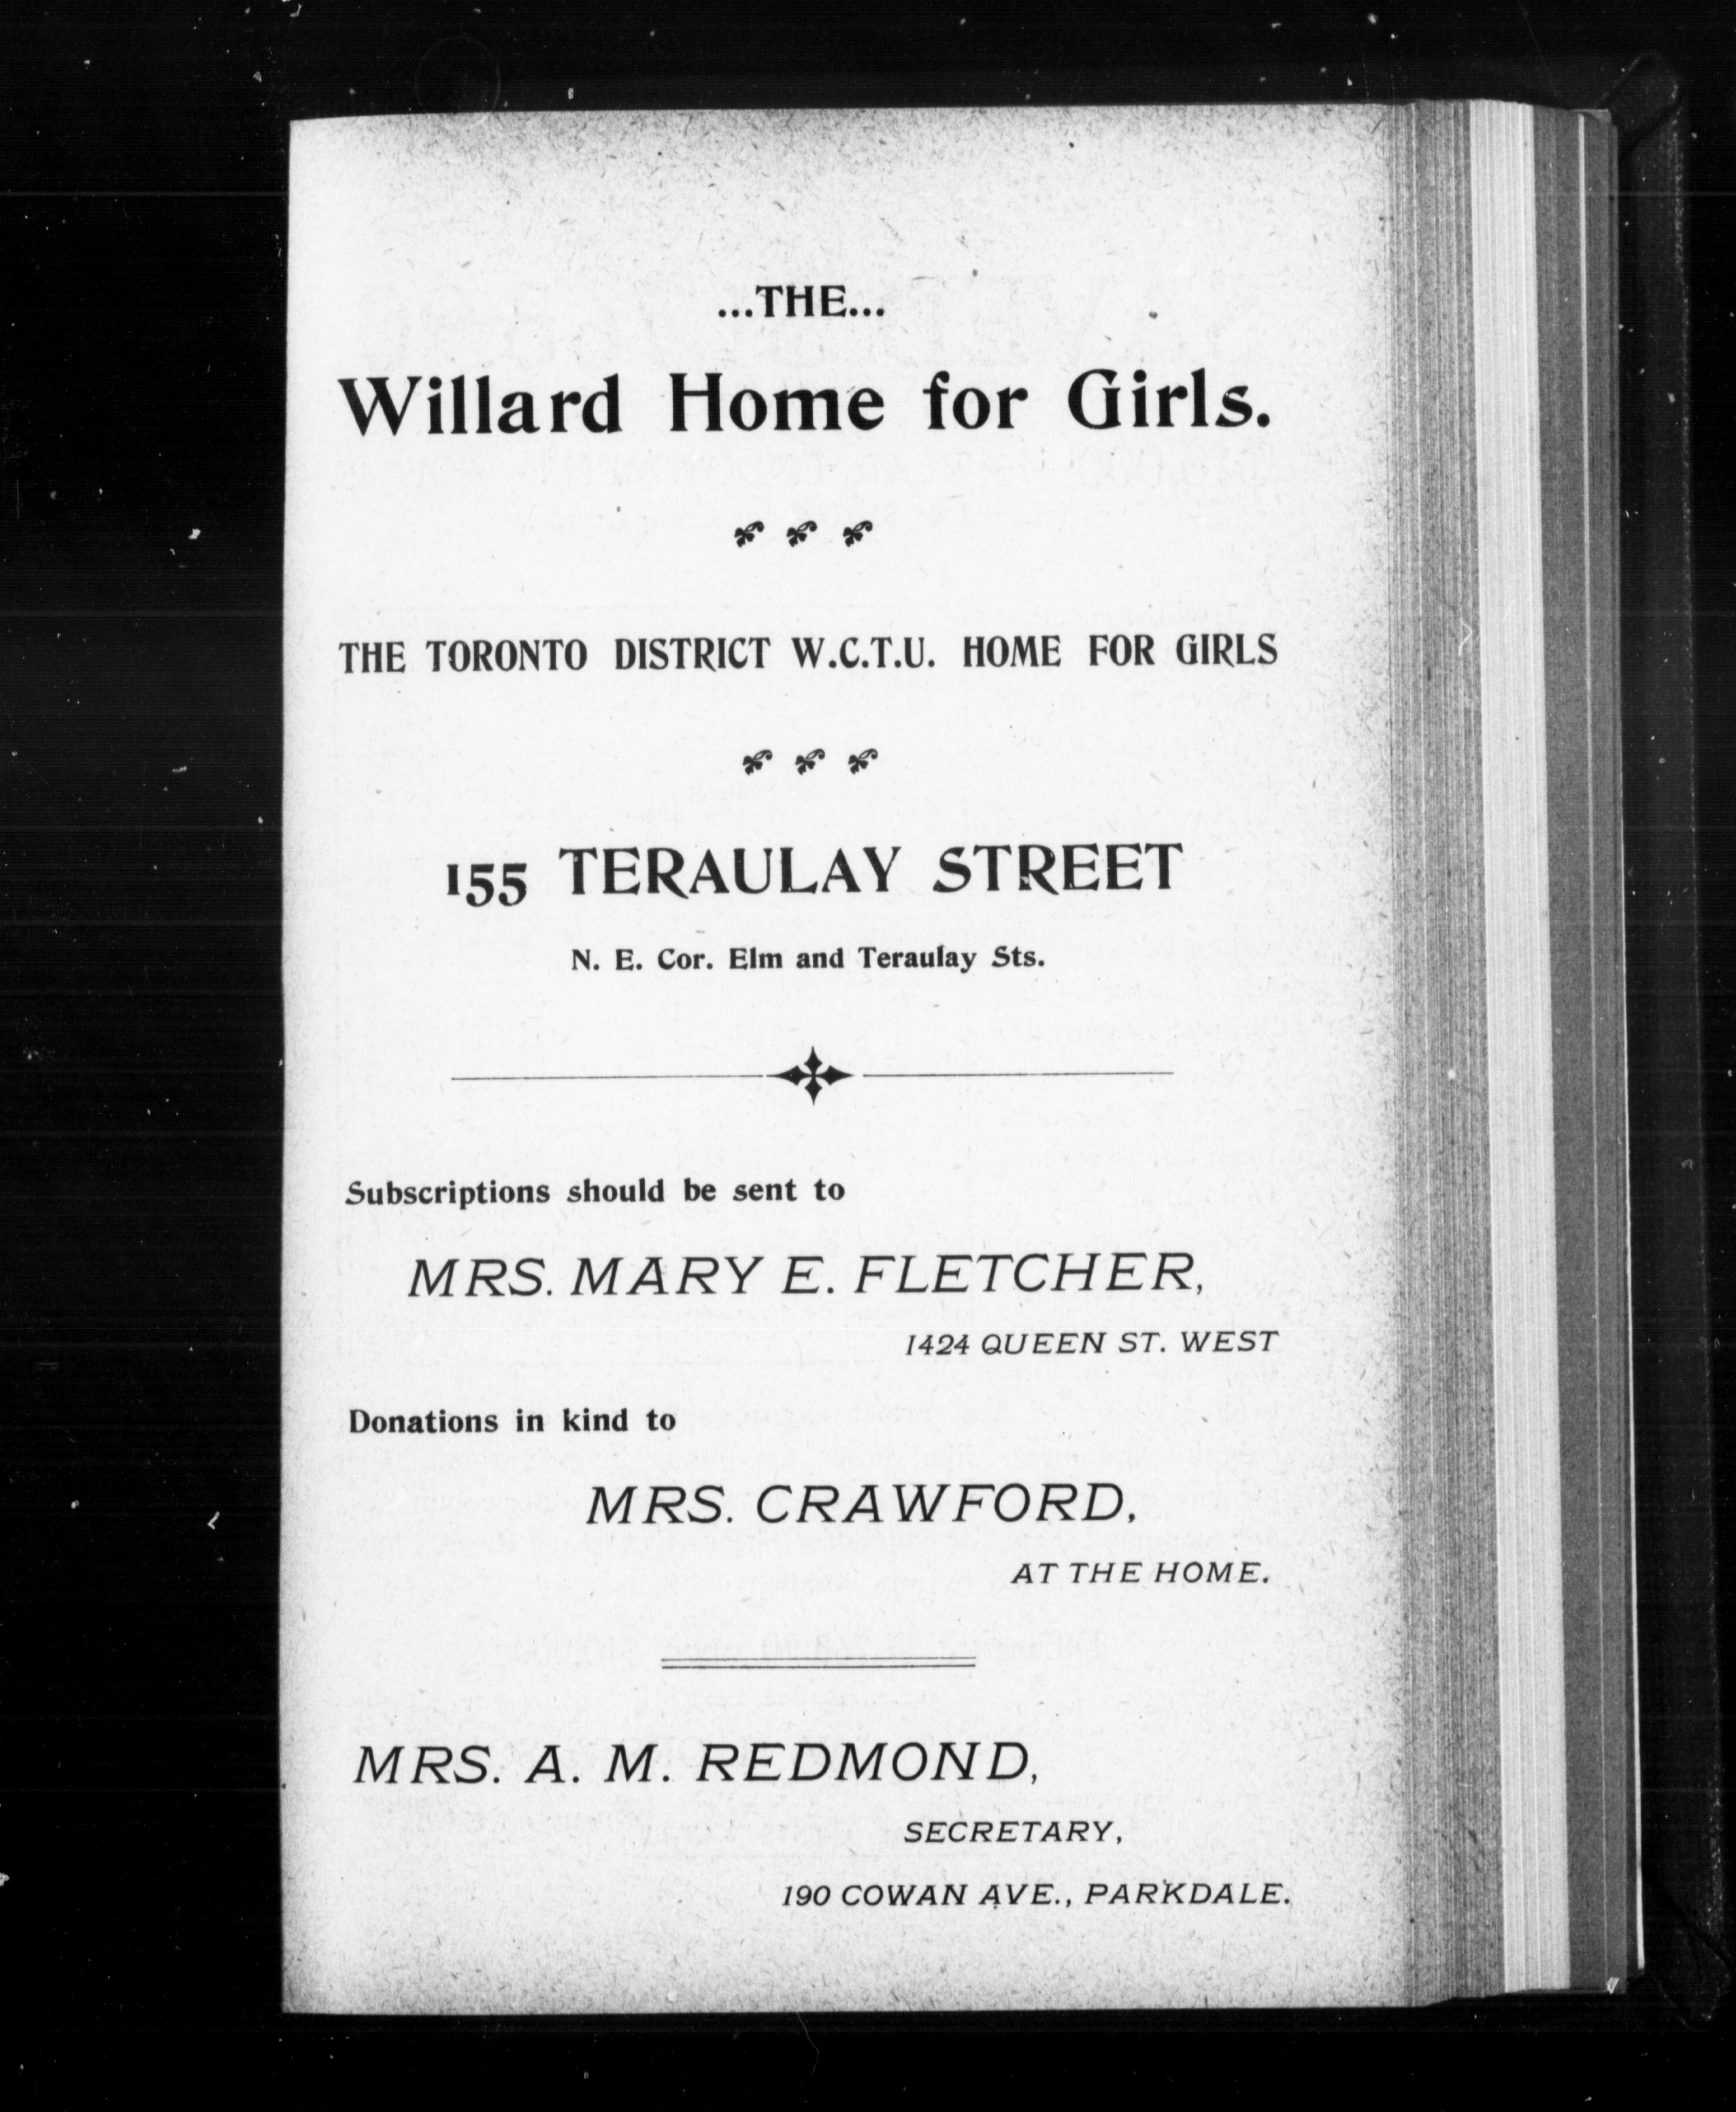 ...THE...
Willard Home for Girls.
THE TORONTO DISTRICT W.C.T.U. HOME FOR GIRLS
155 TERAULAY STREET
N. E. Cor. Elm and Teraulay Sts.
Subscriptions should be sent to
MRS. MARY E. FLETCHER,
1424 QUEEN ST. WEST
Donations in kind to
MRS. CRAWFORD,
AT THE HOME.
MRS. A. M. REDMOND,
SECRETARY,
190 COWAN AVE., PARKDALE.